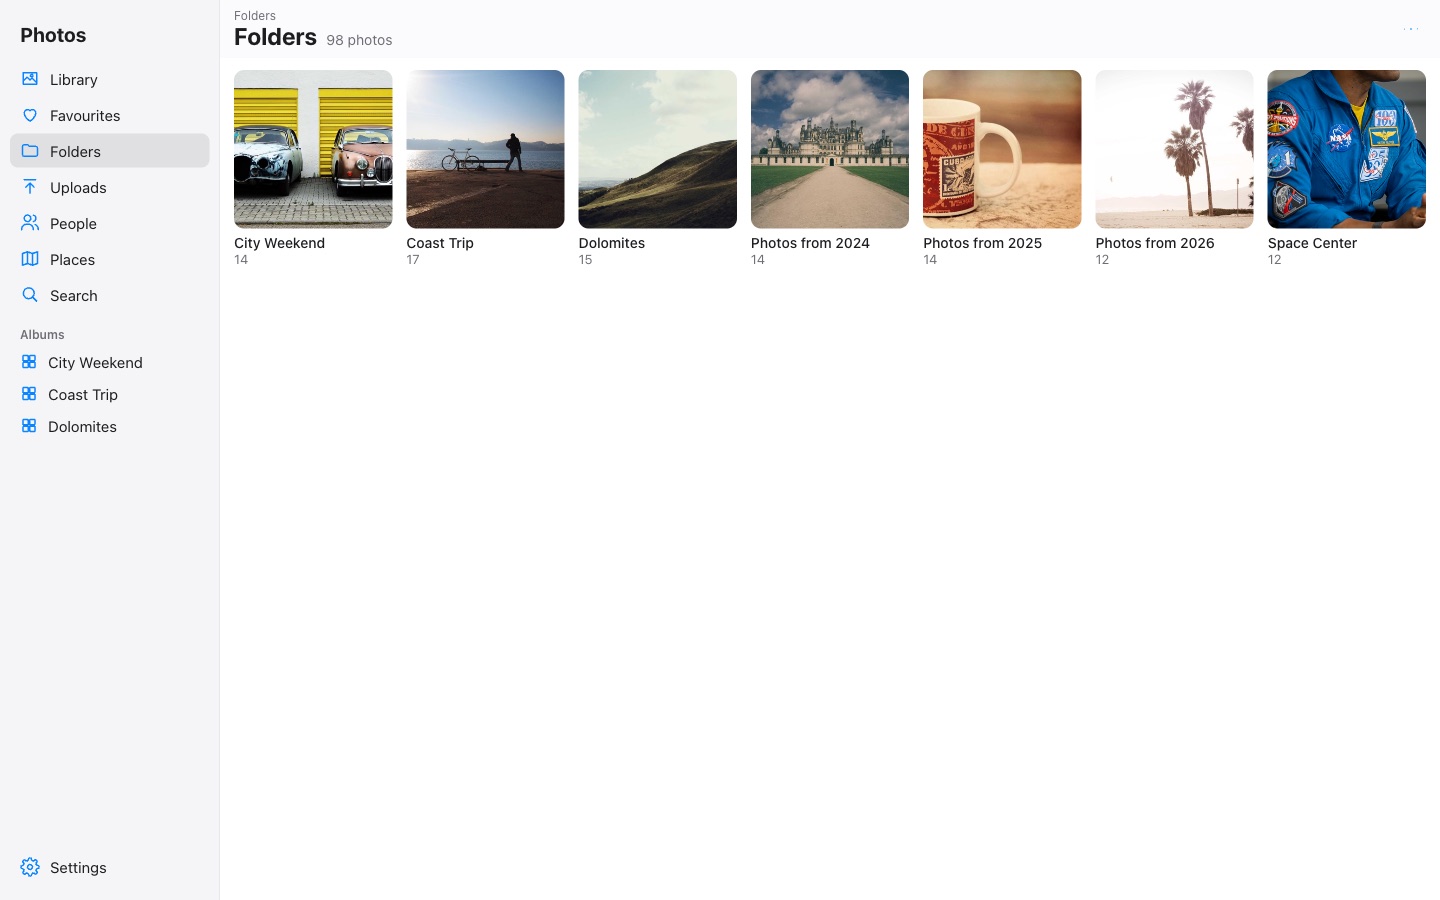 Photos
Library
Favourites
Folders
Uploads
People
Places
Search
Albums
City Weekend
Coast Trip
Dolomites
Settings
Folders
Folders 98 photos
City Weekend
14
Coast Trip
17
Dolomites
15
Photos from 2024
14
Photos from 2025
14
Photos from 2026
12
Space Center
12
NASA